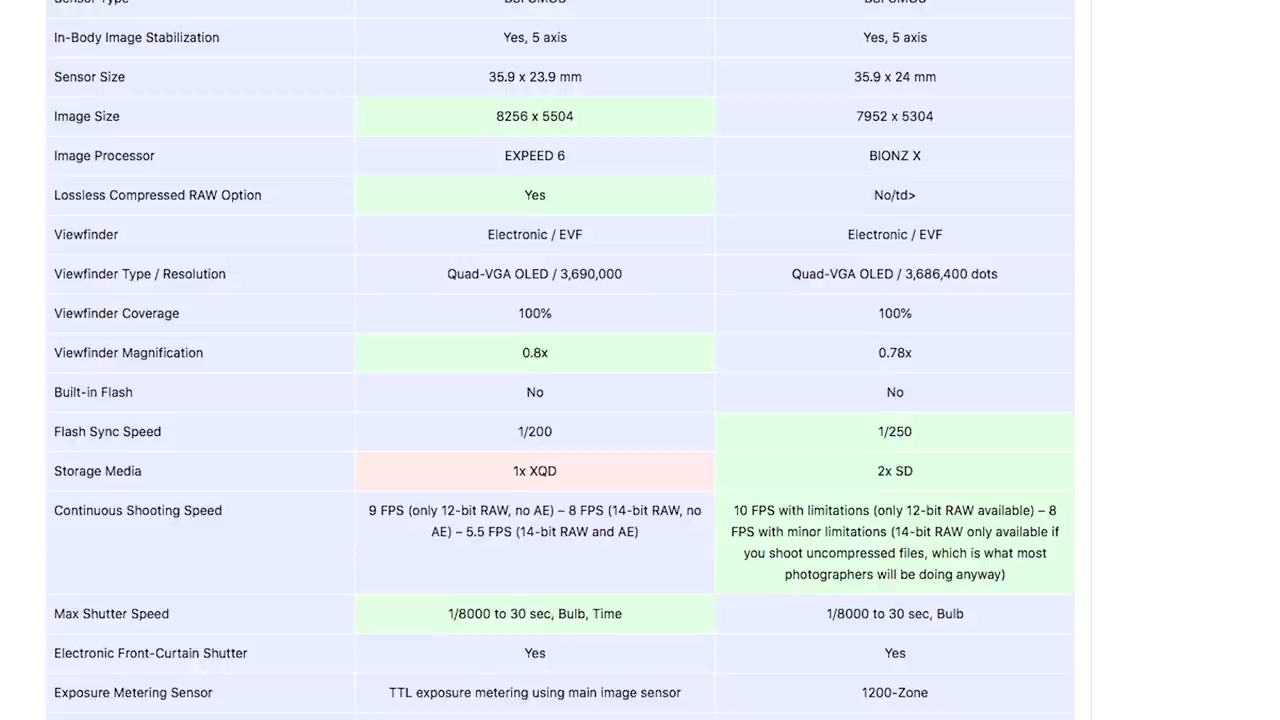 In-Body Image Stabilization Yes, 5 axis Yes, 5 axis
Sensor Size 35.9 x 23.9 mm 35.9 x 24 mm
Image Size 8256 x 5504 7952 x 5304
Image Processor EXPEED 6 BIONZ X
Lossless Compressed RAW Option Yes No/td>
Viewfinder Electronic / EVF Electronic / EVF
Viewfinder Type / Resolution Quad-VGA OLED / 3,690,000 Quad-VGA OLED / 3,686,400 dots
Viewfinder Coverage 100% 100%
Viewfinder Magnification 0.8x 0.78x
Built-in Flash No No
Flash Sync Speed 1/200 1/250
Storage Media 1x XQD 2x SD
Continuous Shooting Speed 9 FPS (only 12-bit RAW, no AE) – 8 FPS (14-bit RAW, no 10 FPS with limitations (only 12-bit RAW available) – 8
AE) – 5.5 FPS (14-bit RAW and AE) FPS with minor limitations (14-bit RAW only available if
you shoot uncompressed files, which is what most
photographers will be doing anyway)
Max Shutter Speed 1/8000 to 30 sec, Bulb, Time 1/8000 to 30 sec, Bulb
Electronic Front-Curtain Shutter Yes Yes
Exposure Metering Sensor TTL exposure metering using main image sensor 1200-Zone